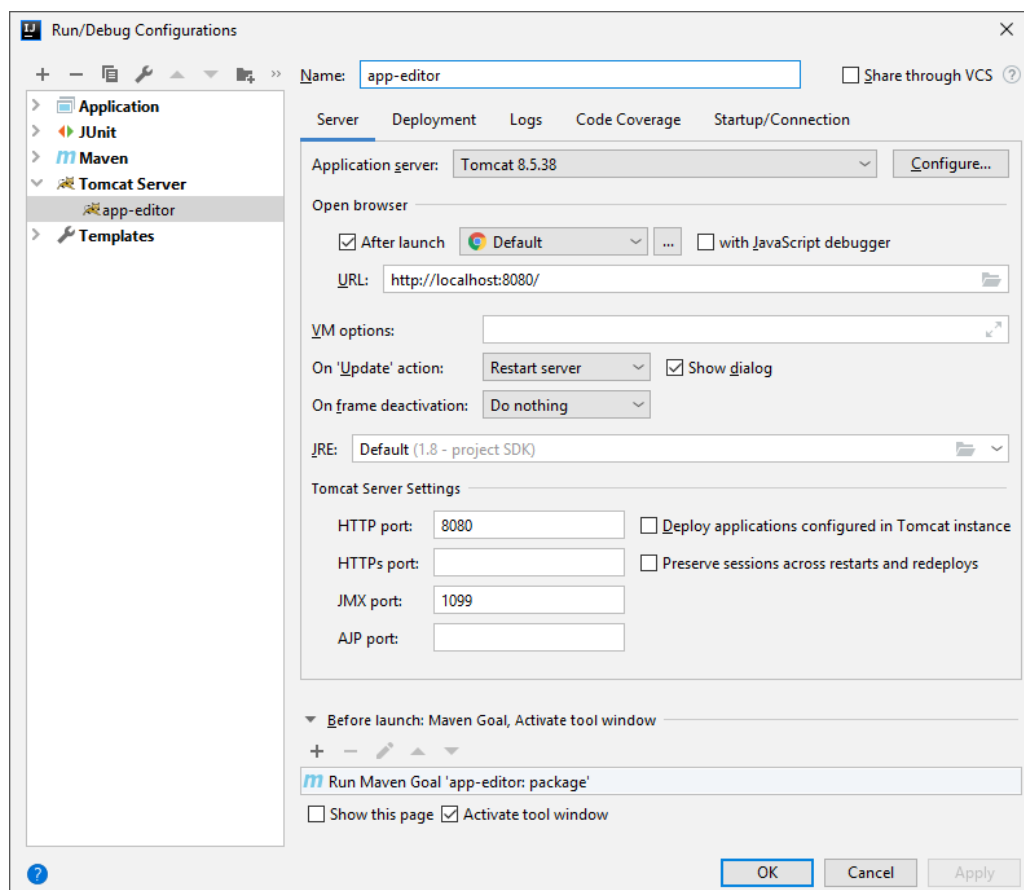 Run/Debug Configurations
Name: app-editor Share through VCS ?
Application
JUnit
Maven
Tomcat Server
app-editor
Templates
Server Deployment Logs Code Coverage Startup/Connection
Application server: Tomcat 8.5.38 Configure...
Open browser
After launch Default ... with JavaScript debugger
URL: http://localhost:8080/
VM options:
On 'Update' action: Restart server Show dialog
On frame deactivation: Do nothing
JRE: Default (1.8 - project SDK)
Tomcat Server Settings
HTTP port: 8080 Deploy applications configured in Tomcat instance
HTTPs port: Preserve sessions across restarts and redeploys
JMX port: 1099
AJP port:
Before launch: Maven Goal, Activate tool window
Run Maven Goal 'app-editor: package'
Show this page Activate tool window
? OK Cancel Apply